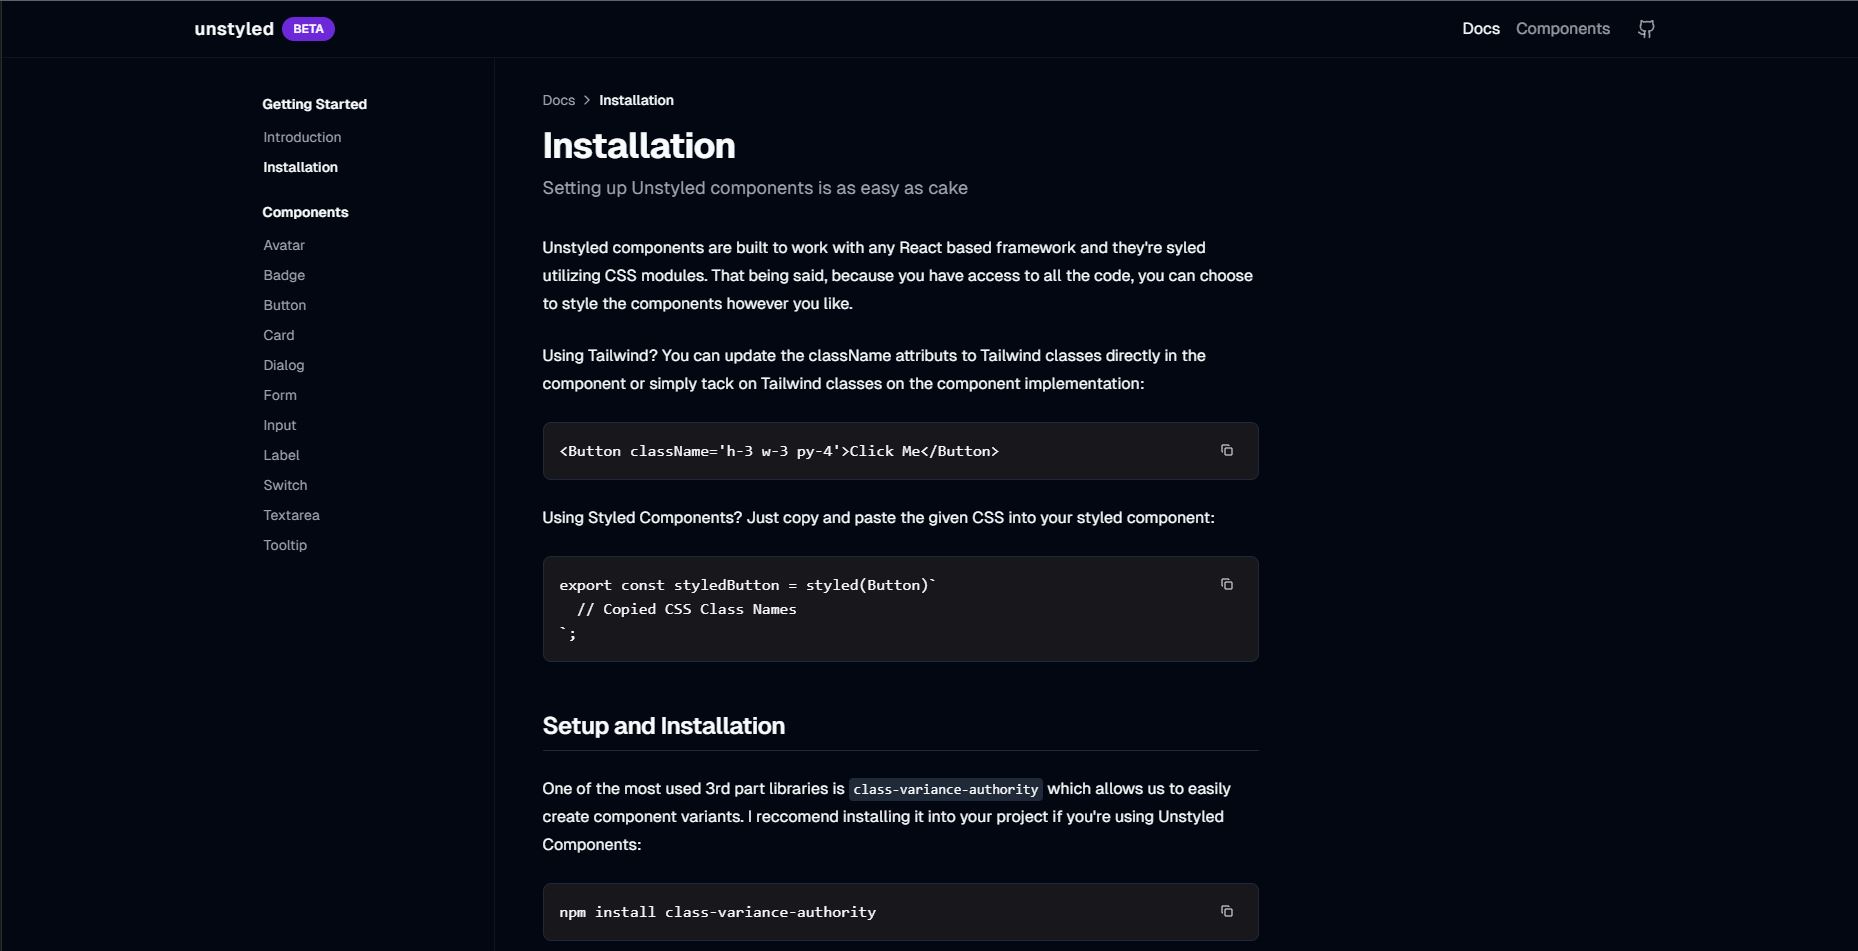 unstyled BETA
Docs Components
Getting Started
Introduction
Installation
Components
Avatar
Badge
Button
Card
Dialog
Form
Input
Label
Switch
Textarea
Tooltip
Docs > Installation
Installation
Setting up Unstyled components is as easy as cake
Unstyled components are built to work with any React based framework and they're syled
utilizing CSS modules. That being said, because you have access to all the code, you can choose
to style the components however you like.
Using Tailwind? You can update the className attributs to Tailwind classes directly in the
component or simply tack on Tailwind classes on the component implementation:
<Button className='h-3 w-3 py-4'>Click Me</Button>
Using Styled Components? Just copy and paste the given CSS into your styled component:
export const styledButton = styled(Button)`
  // Copied CSS Class Names
`;
Setup and Installation
One of the most used 3rd part libraries is class-variance-authority which allows us to easily
create component variants. I reccomend installing it into your project if you're using Unstyled
Components:
npm install class-variance-authority